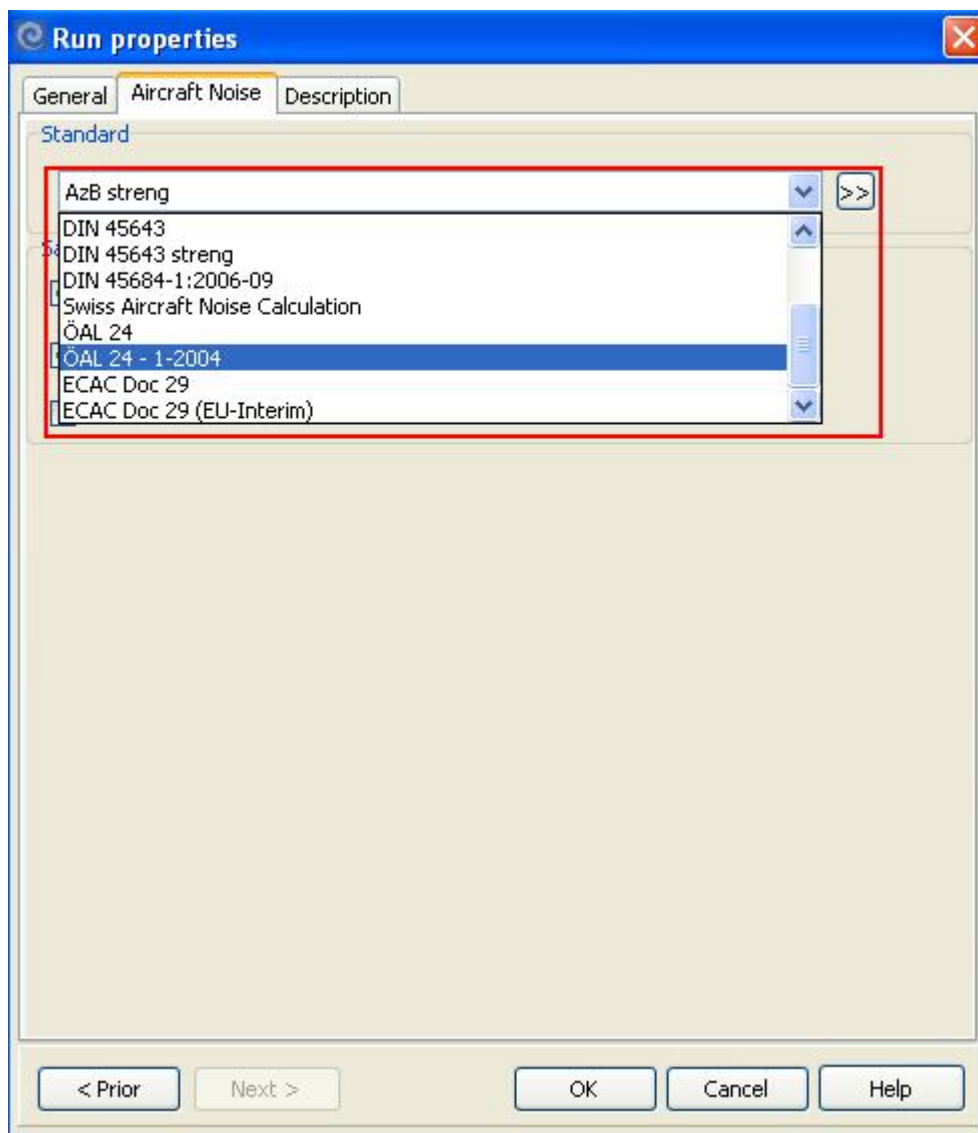 Run properties
General Aircraft Noise Description
Standard
AzB streng >>
DIN 45643
DIN 45643 streng
DIN 45684-1:2006-09
Swiss Aircraft Noise Calculation
ÖAL 24
ÖAL 24 - 1-2004
ECAC Doc 29
ECAC Doc 29 (EU-Interim)
< Prior Next > OK Cancel Help